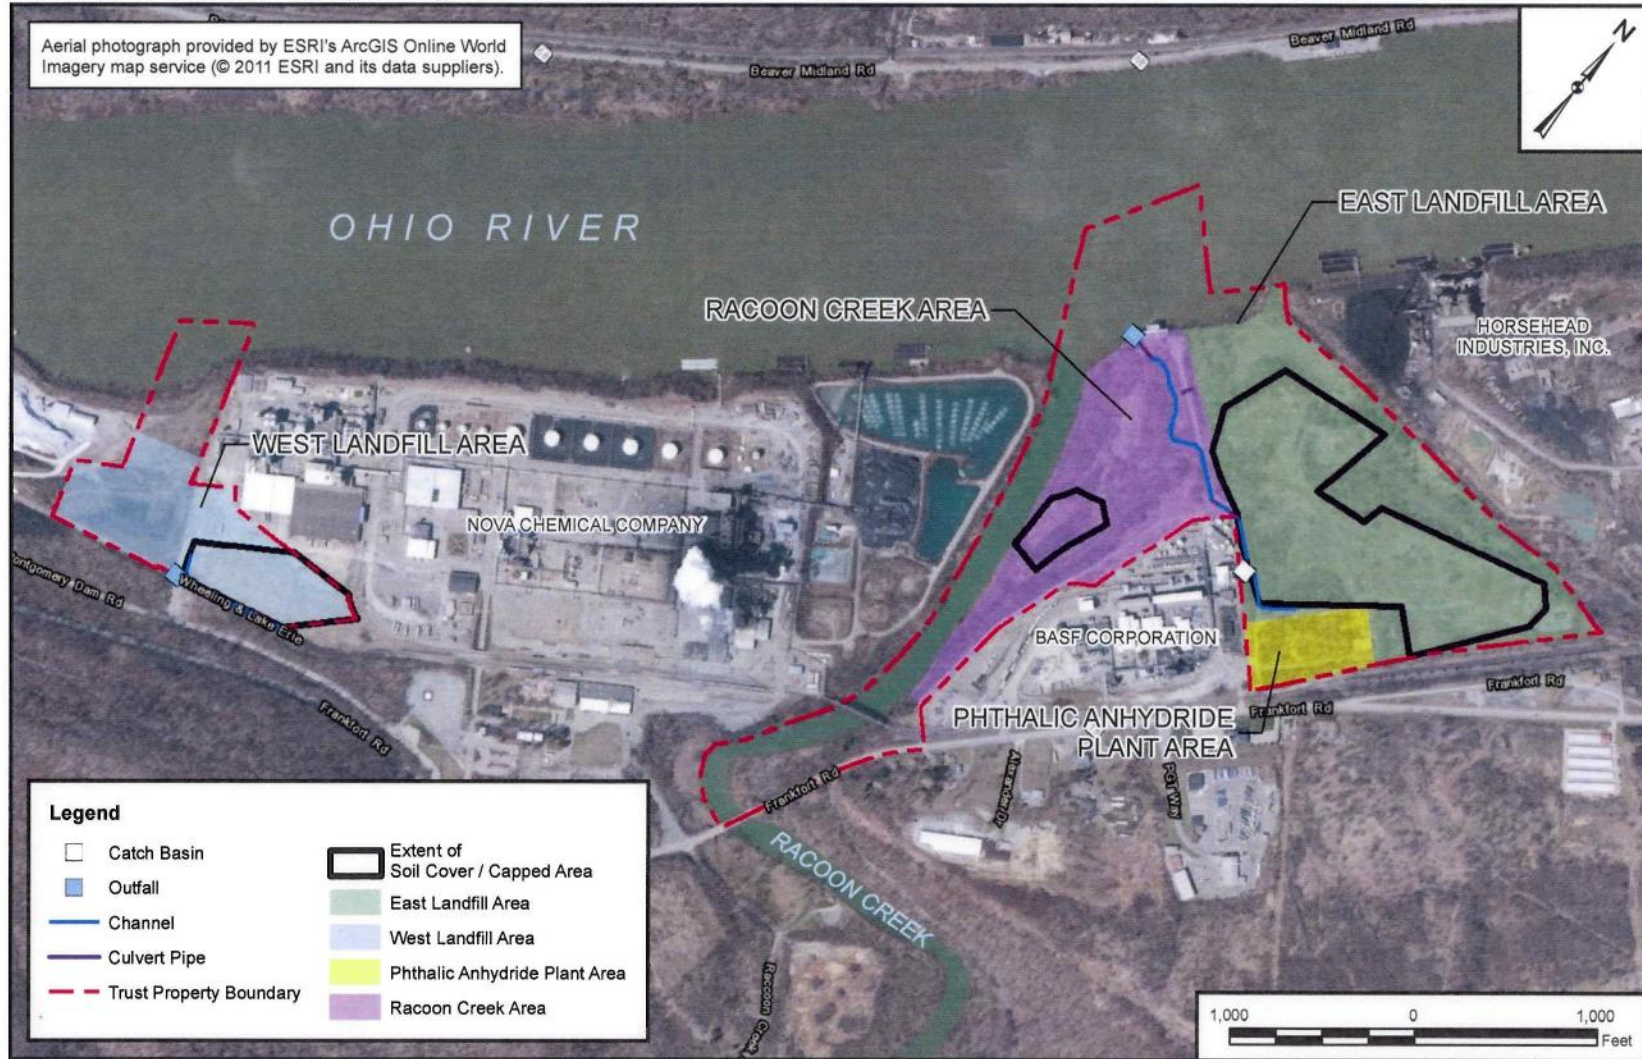 Aerial photograph provided by ESRI's ArcGIS Online World
Imagery map service (© 2011 ESRI and its data suppliers).
Beaver Midland Rd
Beaver Midland Rd
N
OHIO RIVER
EAST LANDFILL AREA
RACOON CREEK AREA
HORSEHEAD
INDUSTRIES, INC.
WEST LANDFILL AREA
NOVA CHEMICAL COMPANY
Wheeling & Lake Erie
ontgomery Dam Rd
BASF CORPORATION
Frankfort Rd
Frankfort Rd
PHTHALIC ANHYDRIDE
PLANT AREA
Frankfort Rd
Frankfort Rd
Alexander Dr
RACOON CREEK
Raccoon Creek
Legend
Catch Basin
Outfall
Channel
Culvert Pipe
Trust Property Boundary
Extent of
Soil Cover / Capped Area
East Landfill Area
West Landfill Area
Phthalic Anhydride Plant Area
Racoon Creek Area
1,000
0
1,000
Feet